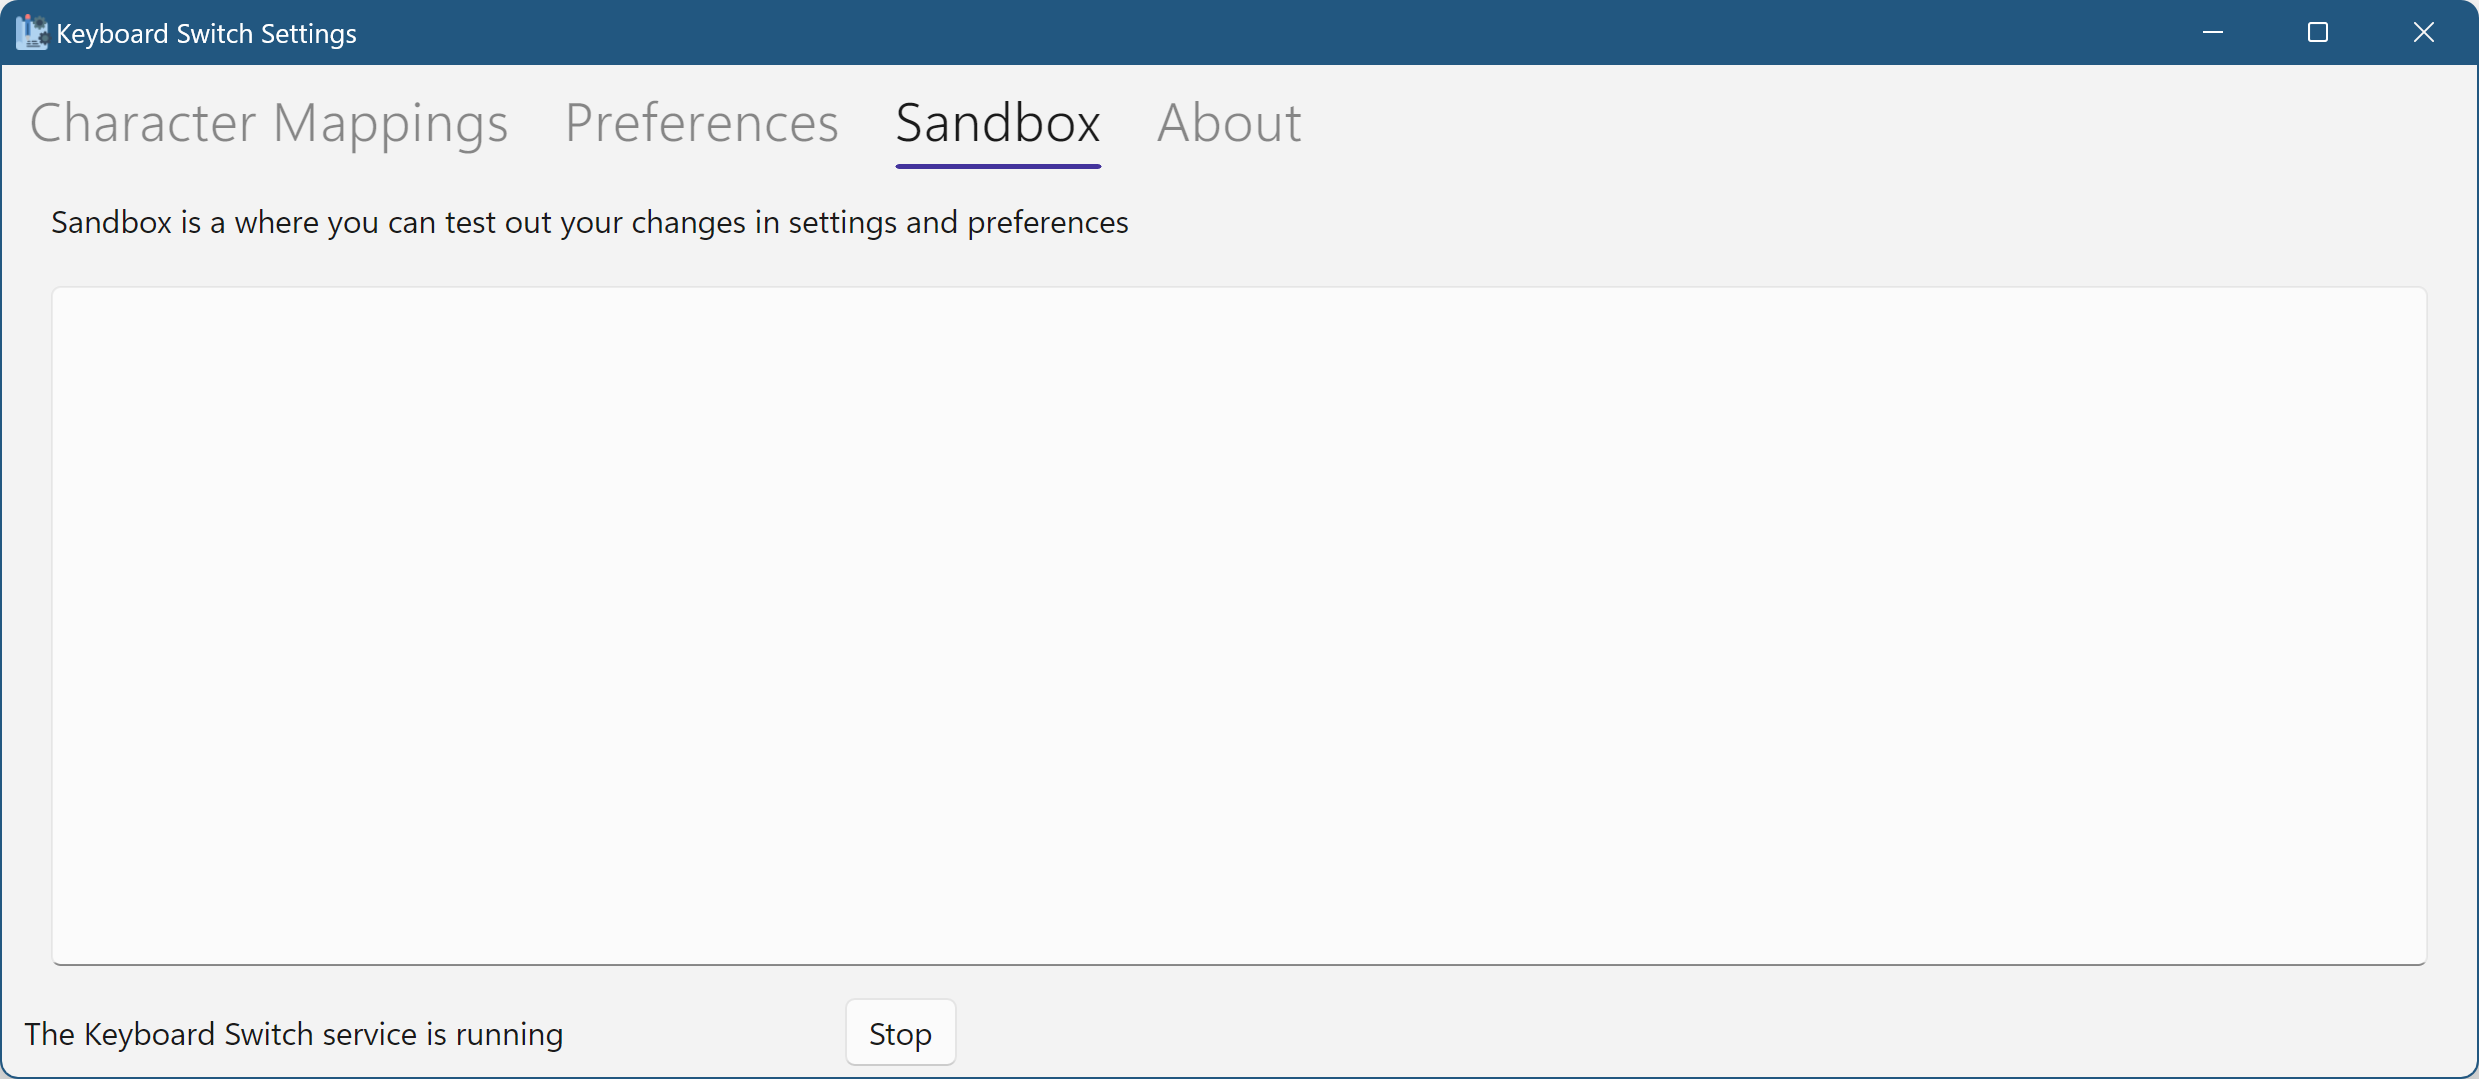 Keyboard Switch Settings
Character Mappings Preferences Sandbox About
Sandbox is a where you can test out your changes in settings and preferences
The Keyboard Switch service is running Stop